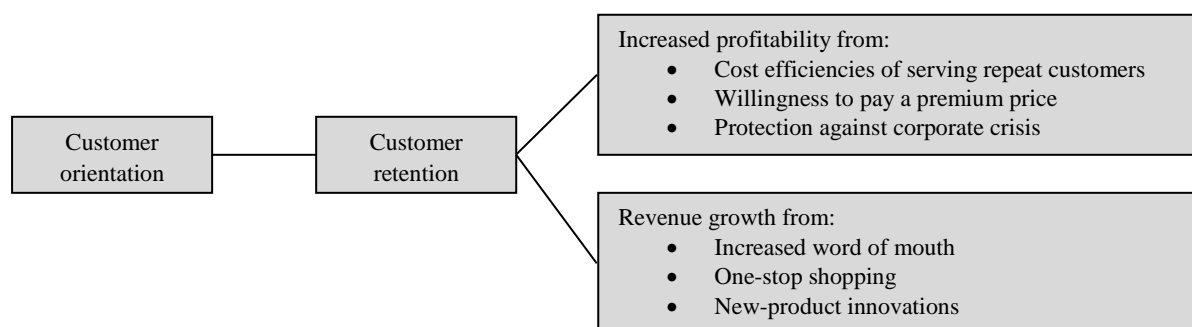 Customer
orientation
Customer
retention
Increased profitability from:
• Cost efficiencies of serving repeat customers
• Willingness to pay a premium price
• Protection against corporate crisis
Revenue growth from:
• Increased word of mouth
• One-stop shopping
• New-product innovations